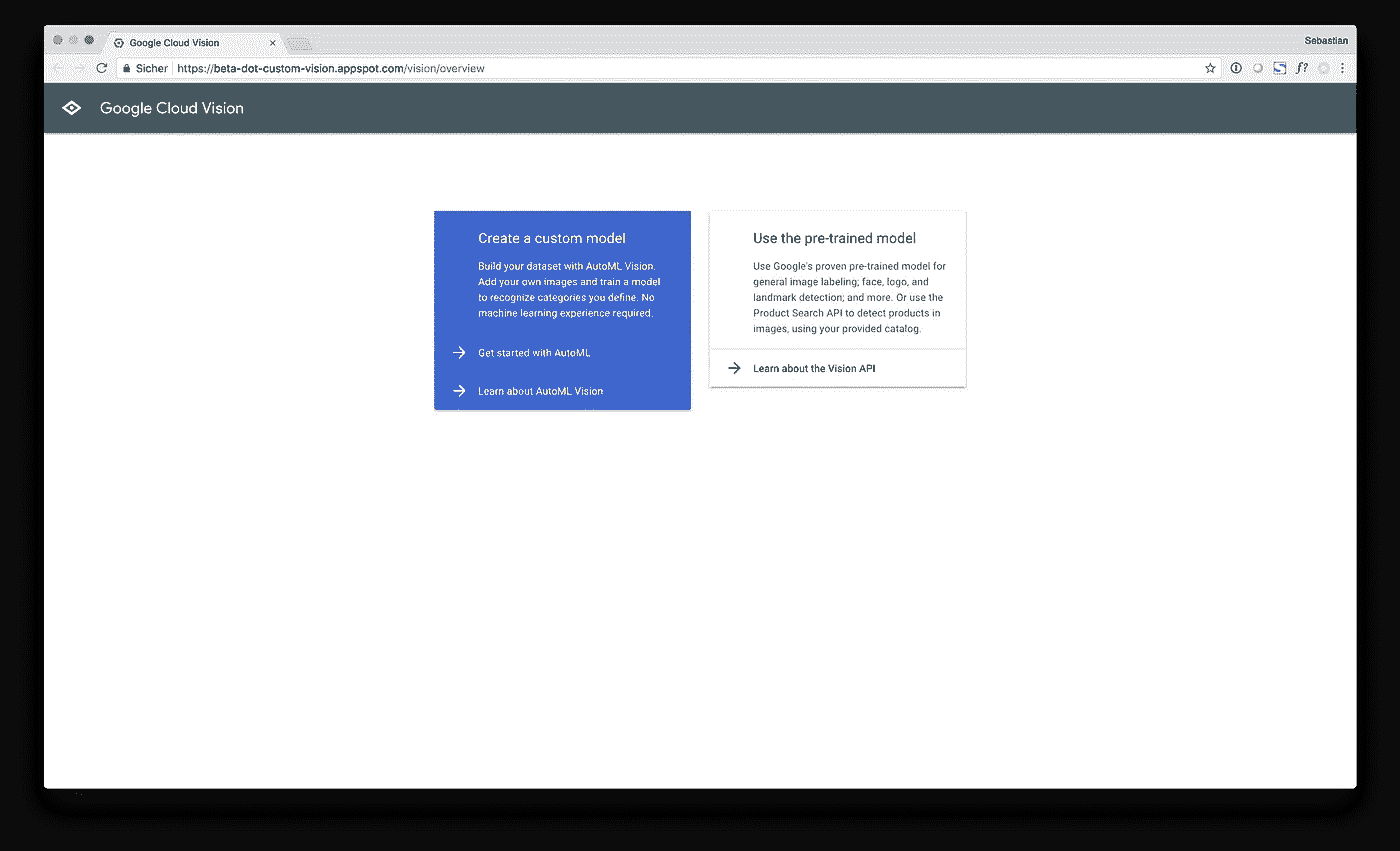 Google Cloud Vision
Sebastian
Sicher
https://beta-dot-custom-vision.appspot.com/vision/overview
f?
Google Cloud Vision
Create a custom model
Build your dataset with AutoML Vision.
Add your own images and train a model
to recognize categories you define. No
machine learning experience required.
Get started with AutoML
Learn about AutoML Vision
Use the pre-trained model
Use Google's proven pre-trained model for
general image labeling; face, logo, and
landmark detection; and more. Or use the
Product Search API to detect products in
images, using your provided catalog.
Learn about the Vision API